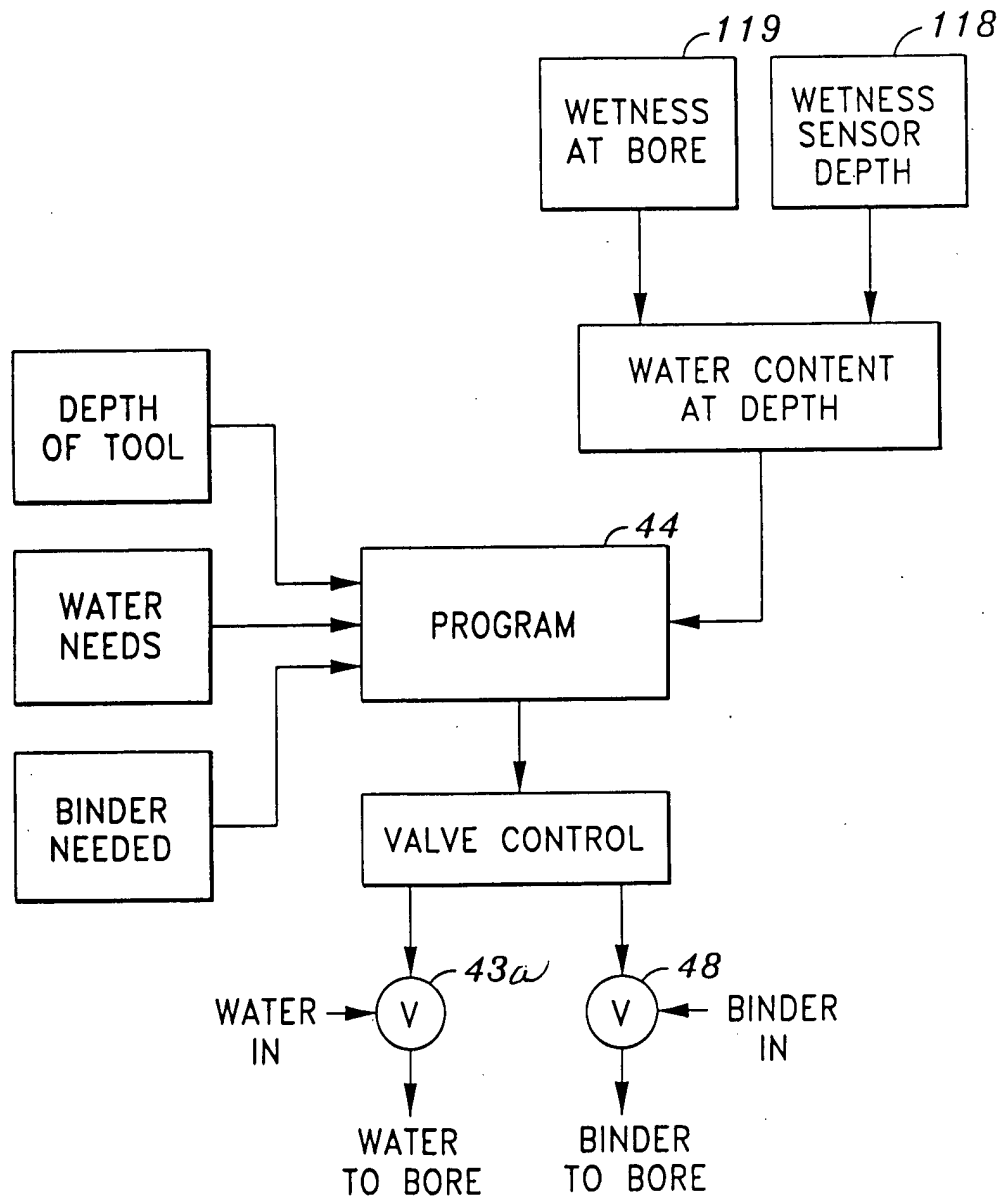 119
118
WETNESS
AT BORE
WETNESS
SENSOR
DEPTH
WATER CONTENT
AT DEPTH
DEPTH
OF TOOL
44
WATER
NEEDS
PROGRAM
BINDER
NEEDED
VALVE CONTROL
43a
48
WATER
IN
V
V
BINDER
IN
WATER
TO BORE
BINDER
TO BORE